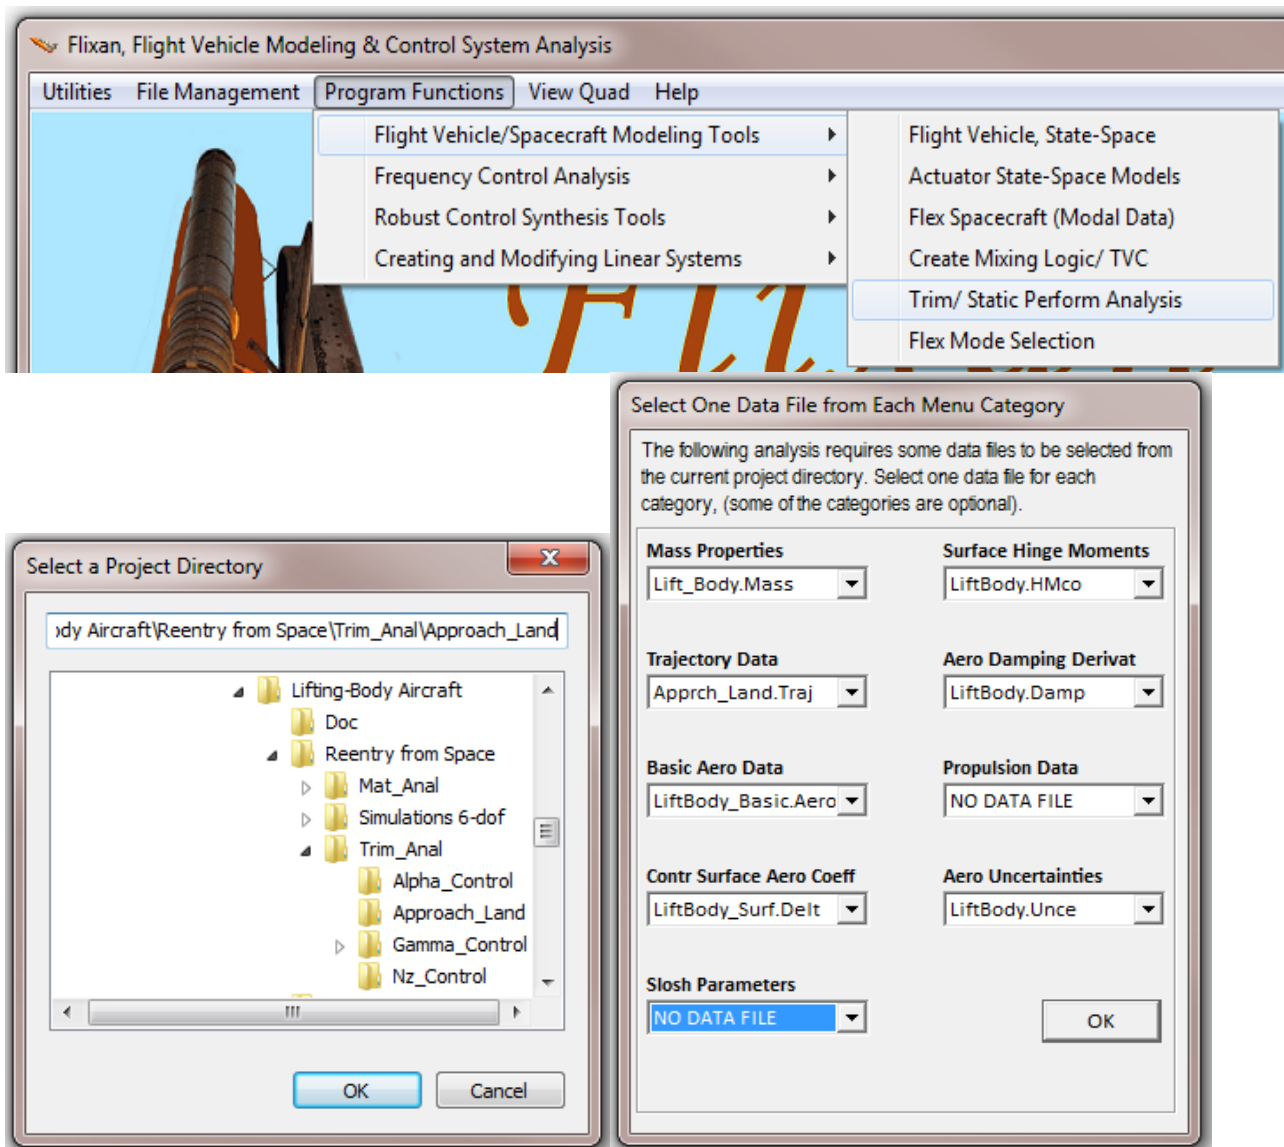 Flixan, Flight Vehicle Modeling & Control System Analysis
Utilities File Management Program Functions View Quad Help
Flight Vehicle/Spacecraft Modeling Tools
Frequency Control Analysis
Robust Control Synthesis Tools
Creating and Modifying Linear Systems
Flight Vehicle, State-Space
Actuator State-Space Models
Flex Spacecraft (Modal Data)
Create Mixing Logic/ TVC
Trim/ Static Perform Analysis
Flex Mode Selection
Select a Project Directory
ody Aircraft\Reentry from Space\Trim_Anal\Approach_Land
Lifting-Body Aircraft
Doc
Reentry from Space
Mat_Anal
Simulations 6-dof
Trim_Anal
Alpha_Control
Approach_Land
Gamma_Control
Nz_Control
OK Cancel
Select One Data File from Each Menu Category
The following analysis requires some data files to be selected from
the current project directory. Select one data file for each
category, (some of the categories are optional).
Mass Properties
Lift_Body.Mass
Surface Hinge Moments
LiftBody.HMco
Trajectory Data
Apprch_Land.Traj
Aero Damping Derivat
LiftBody.Damp
Basic Aero Data
LiftBody_Basic.Aero
Propulsion Data
NO DATA FILE
Contr Surface Aero Coeff
LiftBody_Surf.Delt
Aero Uncertainties
LiftBody.Unce
Slosh Parameters
NO DATA FILE
OK